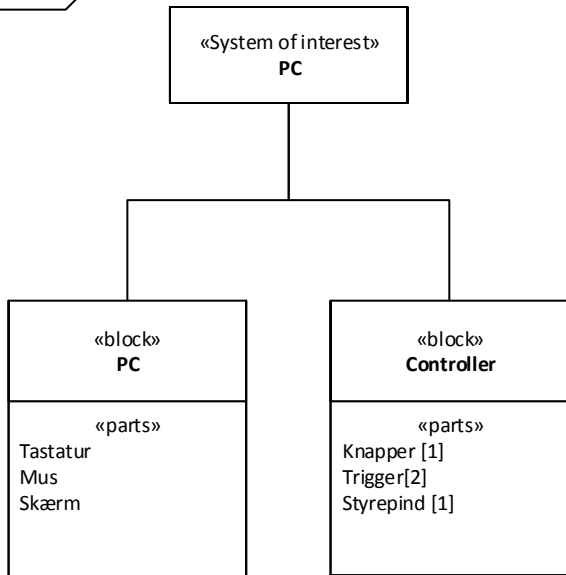 «System of interest»
PC
«block»
PC
«parts»
Tastatur
Mus
Skærm
«block»
Controller
«parts»
Knapper [1]
Trigger[2]
Styrepind [1]